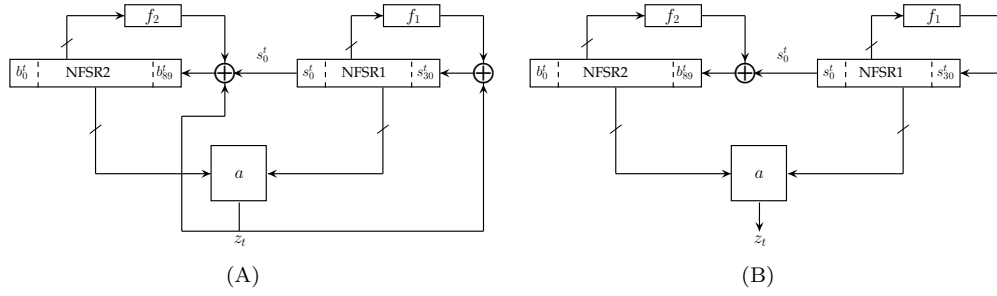 f₂ f₁ f₂ f₁
s₀ᵗ s₀ᵗ
b₀ᵗ NFSR2 b₈₉ᵗ s₀ᵗ NFSR1 s₃₀ᵗ b₀ᵗ NFSR2 b₈₉ᵗ s₀ᵗ NFSR1 s₃₀ᵗ
a a
zₜ zₜ
(A) (B)